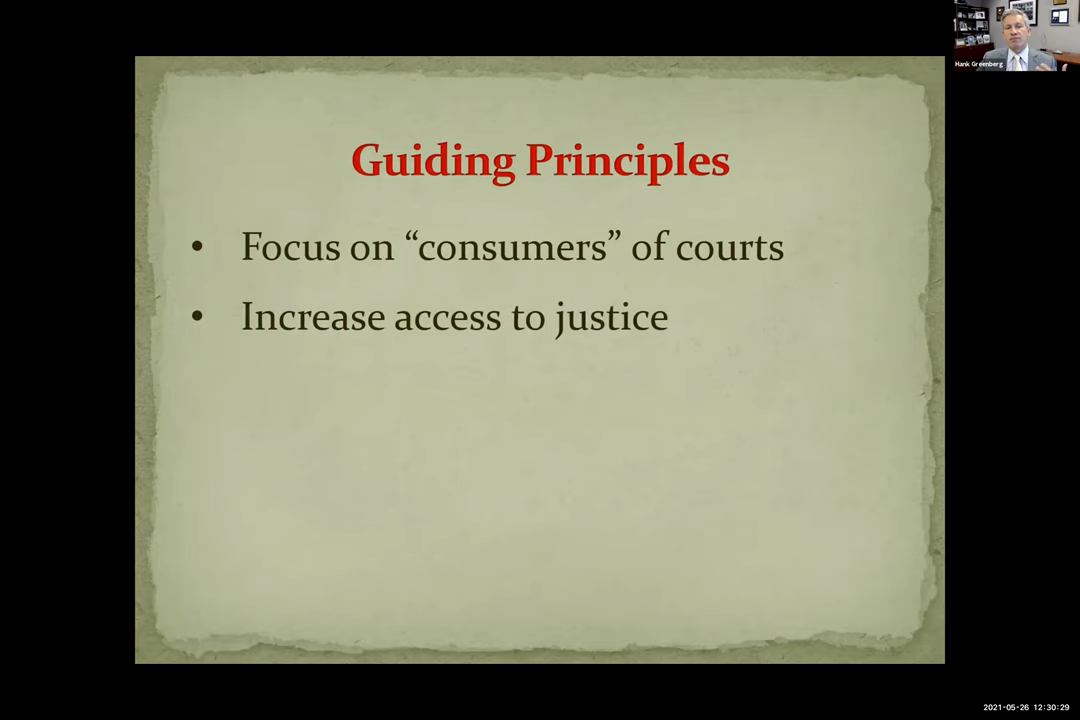 Hank Greenberg
Guiding Principles
• Focus on “consumers” of courts
• Increase access to justice
2021-05-26 12:30:29